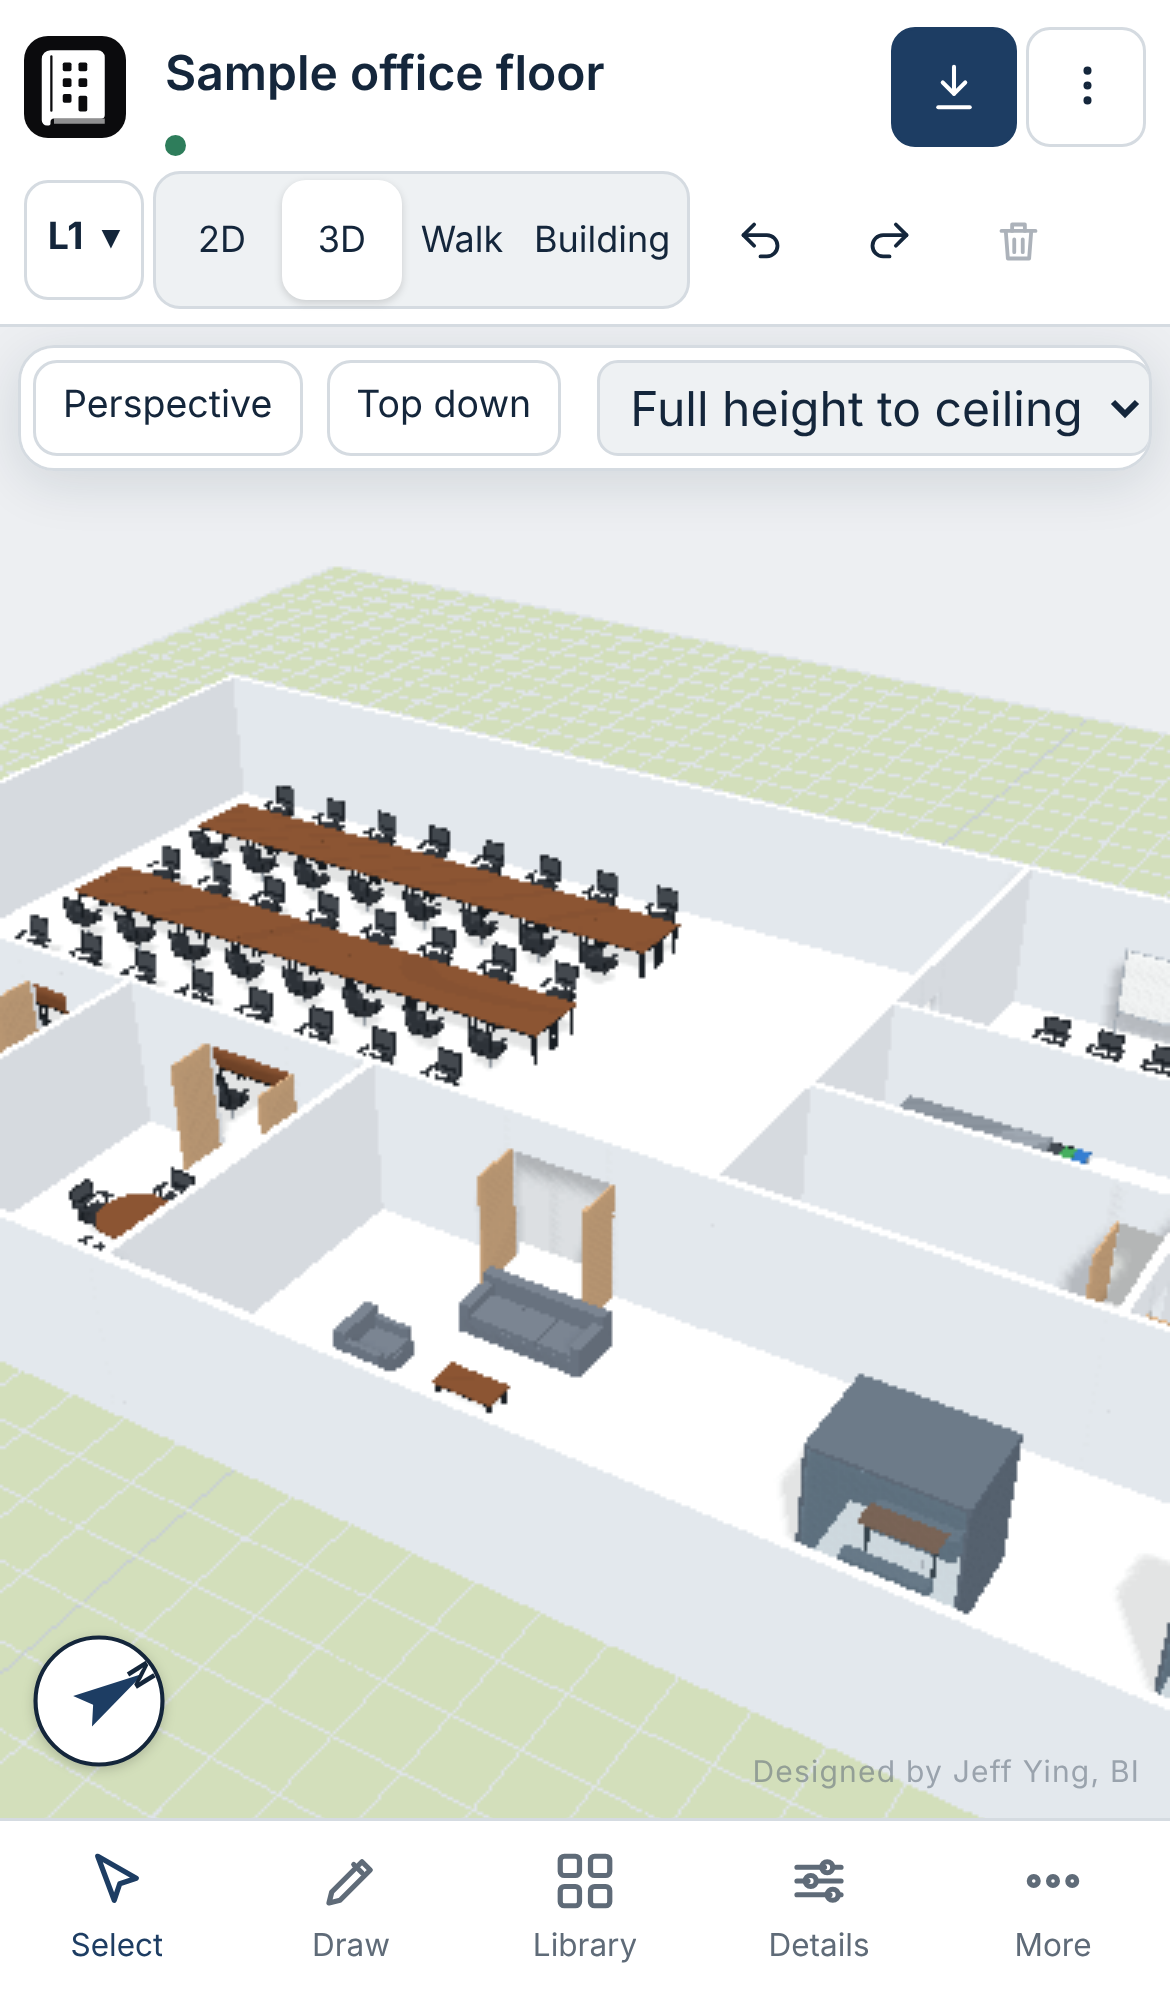 Sample office floor
L1 ▼
2D
3D
Walk
Building
Perspective
Top down
Full height to ceiling
N
Designed by Jeff Ying, BI
Select
Draw
Library
Details
More